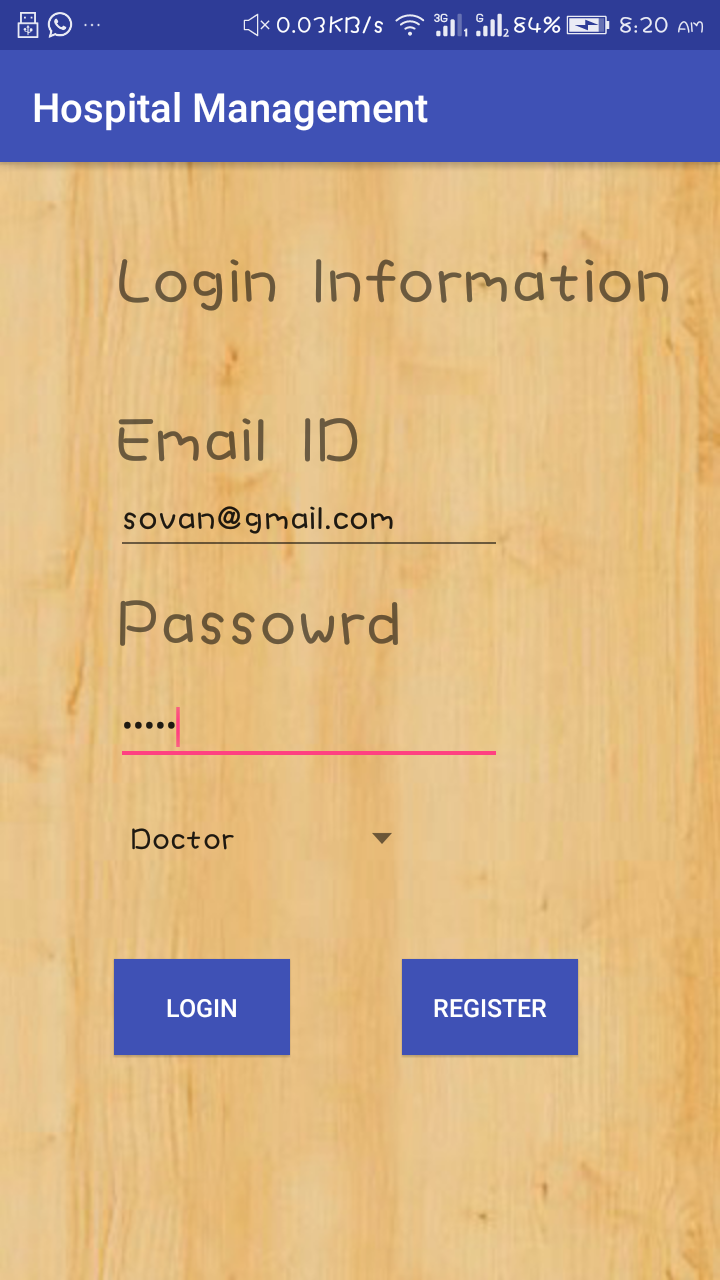 0.03KB/s 3G 1 G 2 84% 8:20 AM
Hospital Management
Login Information
Email ID
sovan@gmail.com
Passowrd
•••••
Doctor
LOGIN REGISTER